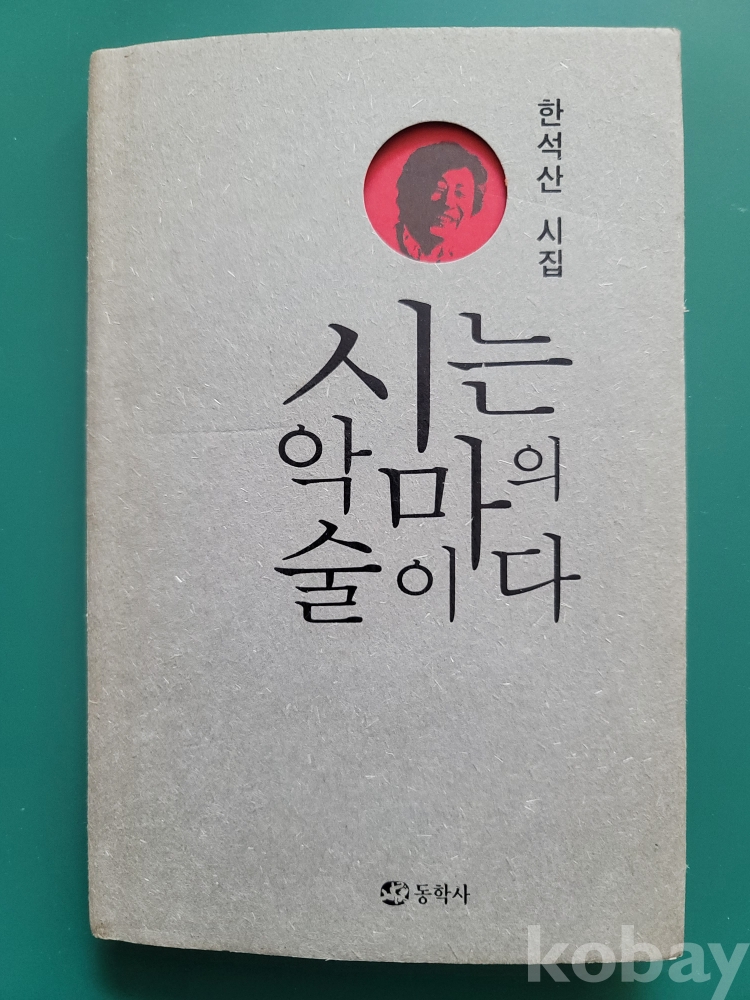 한석산 시집
시는
악마의
술이다
동학사
kobay